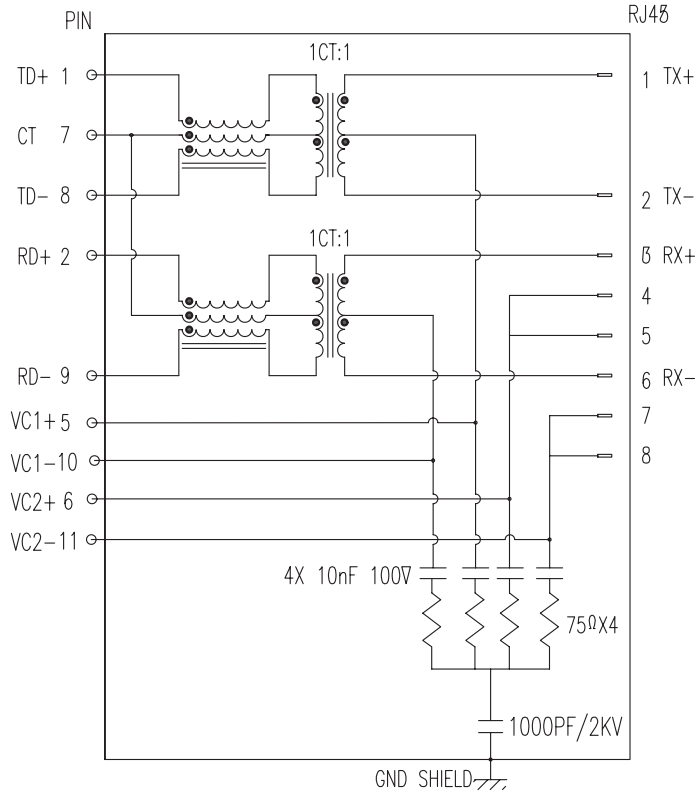 PIN
RJ45
1CT:1
TD+ 1
1 TX+
CT 7
TD- 8
2 TX-
1CT:1
RD+ 2
3 RX+
4
5
RD- 9
6 RX-
VC1+5
7
VC1-10
8
VC2+ 6
VC2-11
4X 10nF 100V
75ΩX4
1000PF/2KV
GND SHIELD